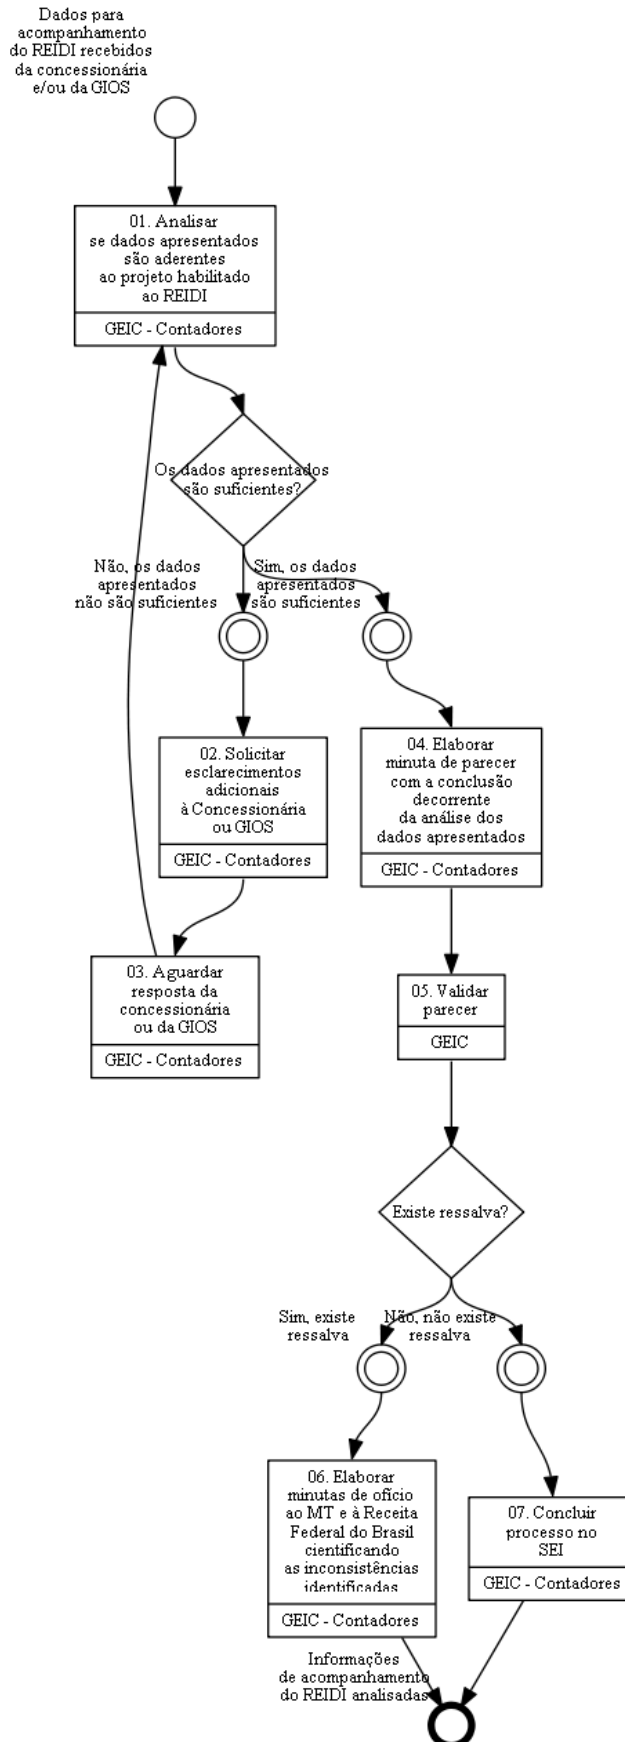 Dados para
acompanhamento
do REIDI recebidos
da concessionária
e/ou da GIOS
01. Analisar
se dados apresentados
são aderentes
ao projeto habilitado
ao REIDI
GEIC - Contadores
Os dados apresentados
são suficientes?
Não, os dados
apresentados
não são suficientes
Sim, os dados
apresentados
são suficientes
02. Solicitar
esclarecimentos
adicionais
à Concessionária
ou GIOS
GEIC - Contadores
04. Elaborar
minuta de parecer
com a conclusão
decorrente
da análise dos
dados apresentados
GEIC - Contadores
03. Aguardar
resposta da
concessionária
ou da GIOS
GEIC - Contadores
05. Validar
parecer
GEIC
Existe ressalva?
Sim, existe
ressalva
Não, não existe
ressalva
06. Elaborar
minutas de ofício
ao MT e à Receita
Federal do Brasil
cientificando
as inconsistências
identificadas
GEIC - Contadores
07. Concluir
processo no
SEI
GEIC - Contadores
Informações
de acompanhamento
do REIDI analisadas